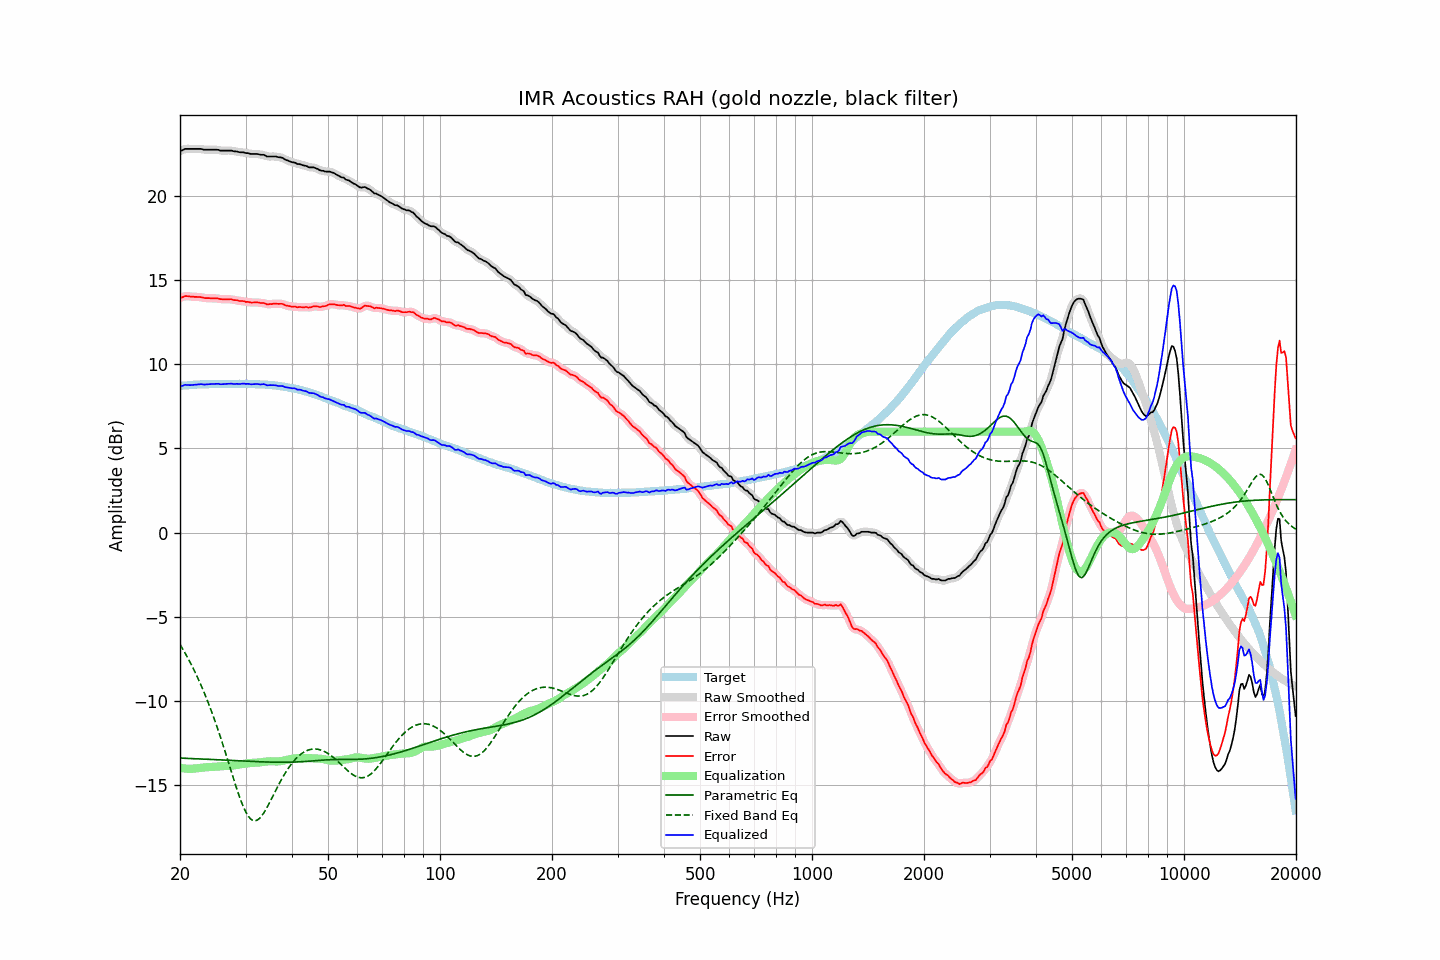 IMR Acoustics RAH (gold nozzle, black filter)
Amplitude (dBr)
20
15
10
5
0
−5
−10
−15
Target
Raw Smoothed
Error Smoothed
Raw
Error
Equalization
Parametric Eq
Fixed Band Eq
Equalized
20 50 100 200 500 1000 2000 5000 10000 20000
Frequency (Hz)